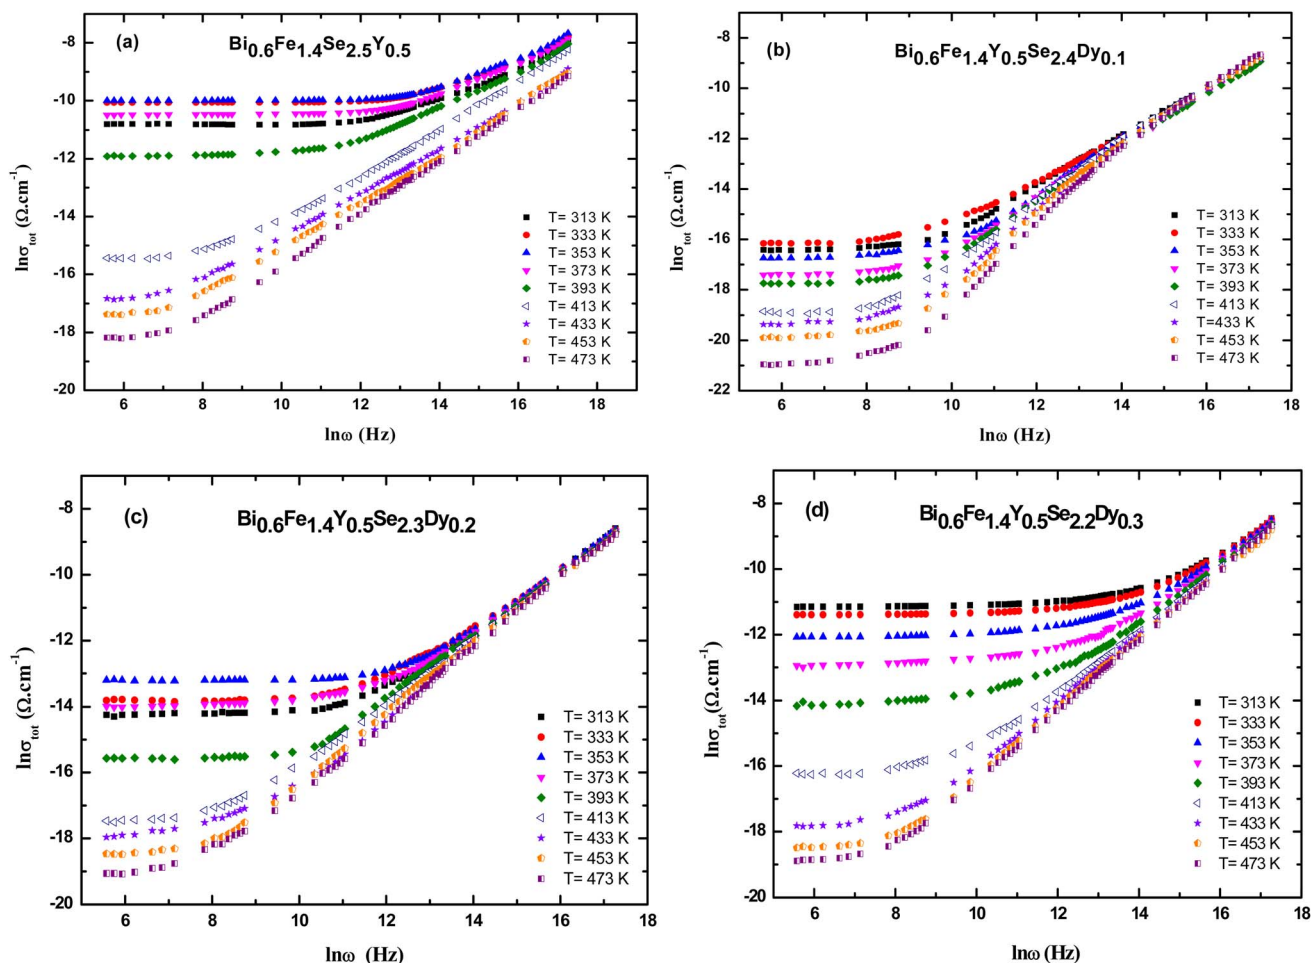 (a)
Bi0.6Fe1.4Se2.5Y0.5
lnσtot (Ω.cm-1)
-8
-10
-12
-14
-16
-18
-20
T= 313 K
T= 333 K
T= 353 K
T= 373 K
T= 393 K
T= 413 K
T= 433 K
T= 453 K
T= 473 K
6 8 10 12 14 16 18
lnω (Hz)
(b)
Bi0.6Fe1.4Y0.5Se2.4Dy0.1
lnσtot (Ω.cm-1)
-8
-10
-12
-14
-16
-18
-20
-22
T= 313 K
T= 333 K
T= 353 K
T= 373 K
T= 393 K
T= 413 K
T=433 K
T= 453 K
T= 473 K
6 8 10 12 14 16 18
lnω (Hz)
(c)
Bi0.6Fe1.4Y0.5Se2.3Dy0.2
lnσtot (Ω.cm-1)
-8
-10
-12
-14
-16
-18
-20
T= 313 K
T= 333 K
T= 353 K
T= 373 K
T= 393 K
T= 413 K
T= 433 K
T= 453 K
T= 473 K
6 8 10 12 14 16 18
lnω (Hz)
(d)
Bi0.6Fe1.4Y0.5Se2.2Dy0.3
lnσtot (Ω.cm-1)
-8
-10
-12
-14
-16
-18
-20
T= 313 K
T= 333 K
T= 353 K
T= 373 K
T= 393 K
T= 413 K
T= 433 K
T= 453 K
T= 473 K
6 8 10 12 14 16 18
lnω (Hz)